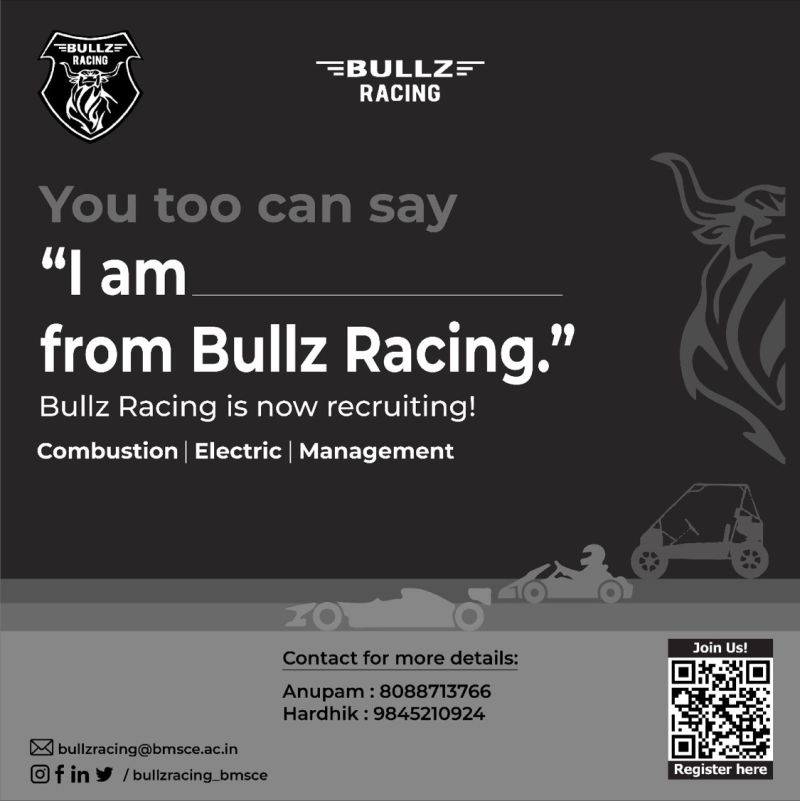 BULLZ
RACING
BULLZ
RACING
You too can say
“I am
from Bullz Racing.”
Bullz Racing is now recruiting!
Combustion | Electric | Management
Contact for more details:
Anupam : 8088713766
Hardhik : 9845210924
Join Us!
Register here
bullzracing@bmsce.ac.in
/ bullzracing_bmsce